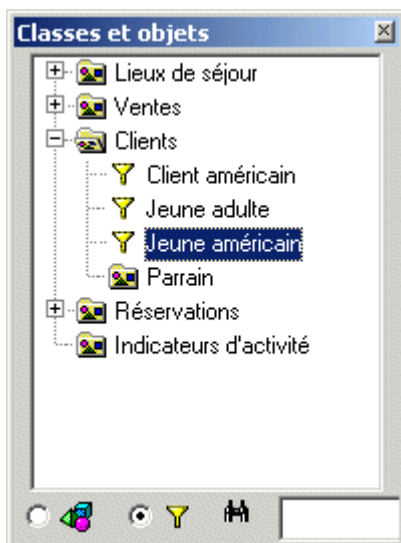 Classes et objets
Lieux de séjour
Ventes
Clients
Client américain
Jeune adulte
Jeune américain
Parrain
Réservations
Indicateurs d'activité